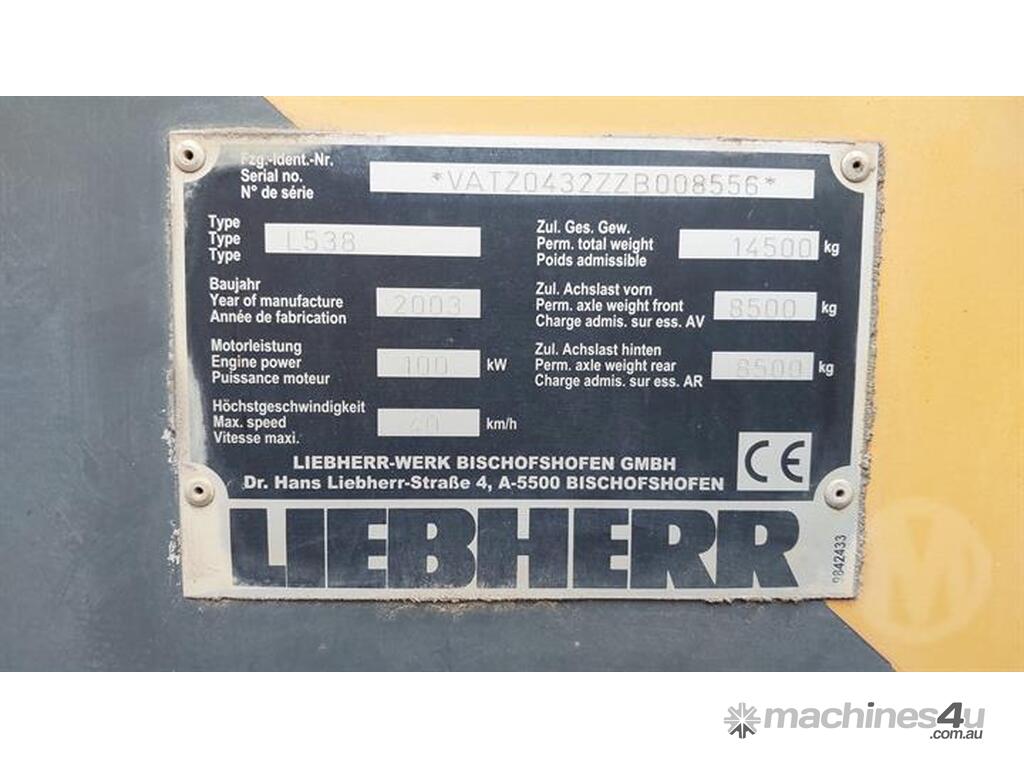 Fzg.-Ident.-Nr.
Serial no.
N° de série
*VATZ0432ZZB008556*
Type
Type
Type
L538
Baujahr
Year of manufacture
Année de fabrication
2003
Motorleistung
Engine power
Puissance moteur
100 kW
Höchstgeschwindigkeit
Max. speed
Vitesse maxi.
40 km/h
Zul. Ges. Gew.
Perm. total weight
Poids admissible
14500 kg
Zul. Achslast vorn
Perm. axle weight front
Charge admis. sur ess. AV
8500 kg
Zul. Achslast hinten
Perm. axle weight rear
Charge admis. sur ess. AR
8500 kg
LIEBHERR-WERK BISCHOFSHOFEN GMBH
Dr. Hans Liebherr-Straße 4, A-5500 BISCHOFSHOFEN
CE
LIEBHERR
9842433
M
machines4u
.com.au